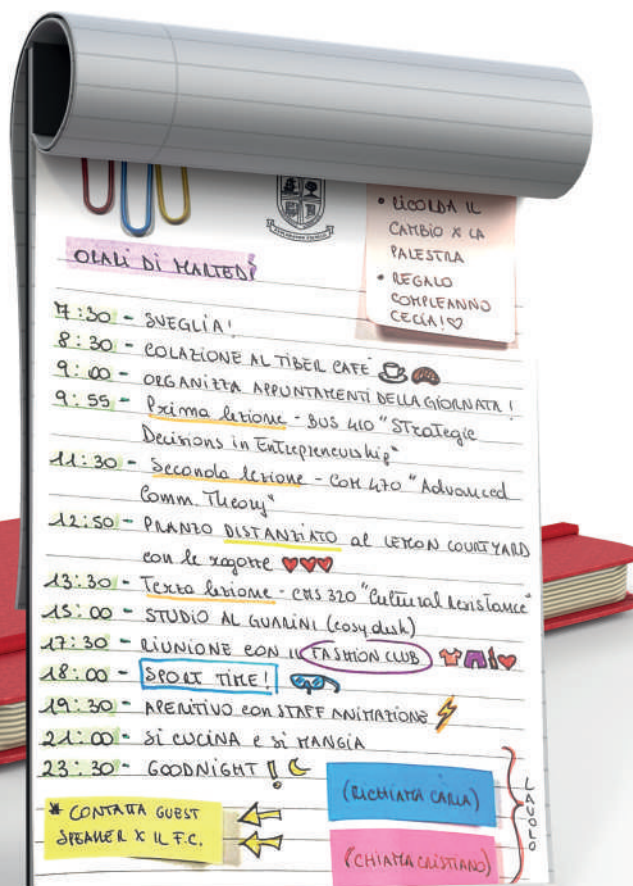 • RICORDA IL
CAMBIO X LA
PALESTRA
• REGALO
COMPLEANNO
CECIA!♡
ORARI DI MARTEDÌ
7:30 - SVEGLIA!
8:30 - COLAZIONE AL TIBER CAFÉ
9:00 - ORGANIZZA APPUNTAMENTI DELLA GIORNATA!
9:55 - Prima lezione - BUS 410 "Strategic
Decisions in Entrepreneurship"
11:30 - Seconda lezione - COM 470 "Advanced
Comm. Theory"
12:50 - PRANZO DISTANZIATO al LEMON COURTYARD
con le ragazze ♥♥♥
13:30 - Terza lezione - CMS 320 "Cultural Resistance"
15:00 - STUDIO AL GUARINI (cosy dusk)
17:30 - RIUNIONE CON IL FASHION CLUB
18:00 - SPORT TIME!
19:30 - APERITIVO con STAFF ANIMAZIONE
21:00 - SI CUCINA e SI MANGIA
23:30 - GOODNIGHT!
* CONTATTA GUEST
SPEAKER X IL F.C.
(RICHIAMA CARLA)
(CHIAMA CRISTIANO)
LAVORO